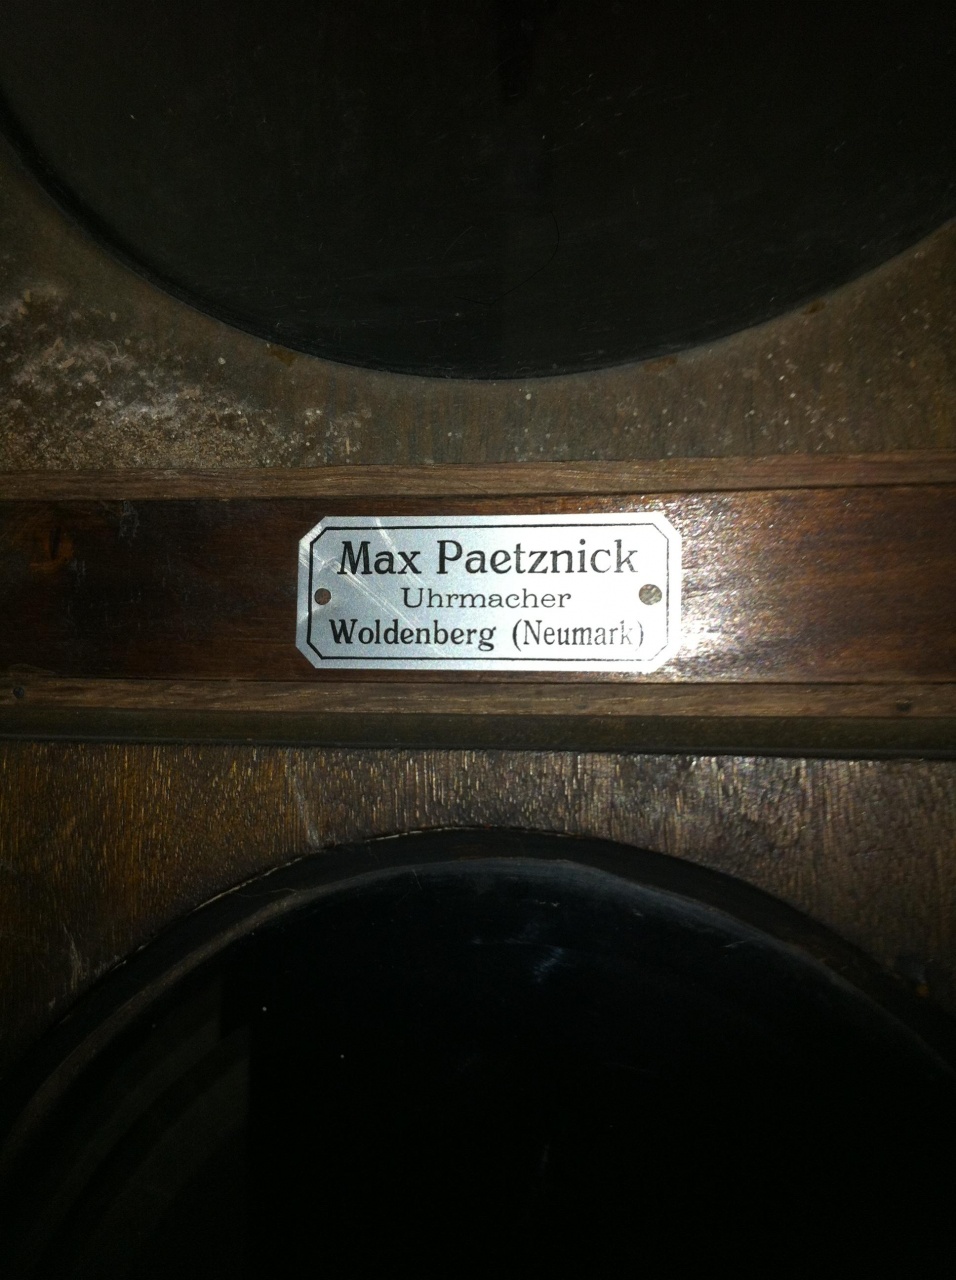 Max Paetznick
Uhrmacher
Woldenberg (Neumark)